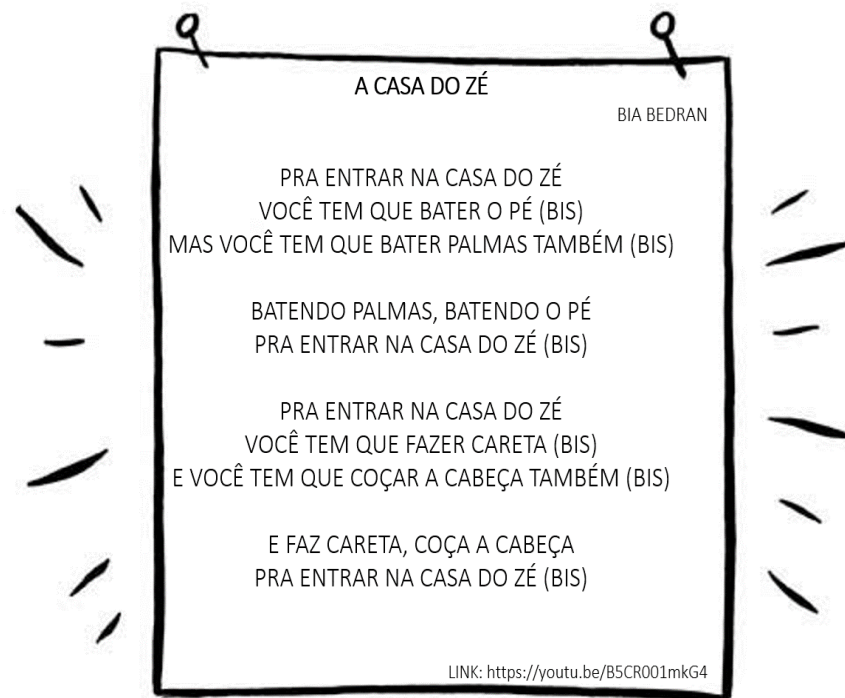 A CASA DO ZÉ
BIA BEDRAN
PRA ENTRAR NA CASA DO ZÉ
VOCÊ TEM QUE BATER O PÉ (BIS)
MAS VOCÊ TEM QUE BATER PALMAS TAMBÉM (BIS)
BATENDO PALMAS, BATENDO O PÉ
PRA ENTRAR NA CASA DO ZÉ (BIS)
PRA ENTRAR NA CASA DO ZÉ
VOCÊ TEM QUE FAZER CARETA (BIS)
E VOCÊ TEM QUE COÇAR A CABEÇA TAMBÉM (BIS)
E FAZ CARETA, COÇA A CABEÇA
PRA ENTRAR NA CASA DO ZÉ (BIS)
LINK: https://youtu.be/B5CR001mkG4